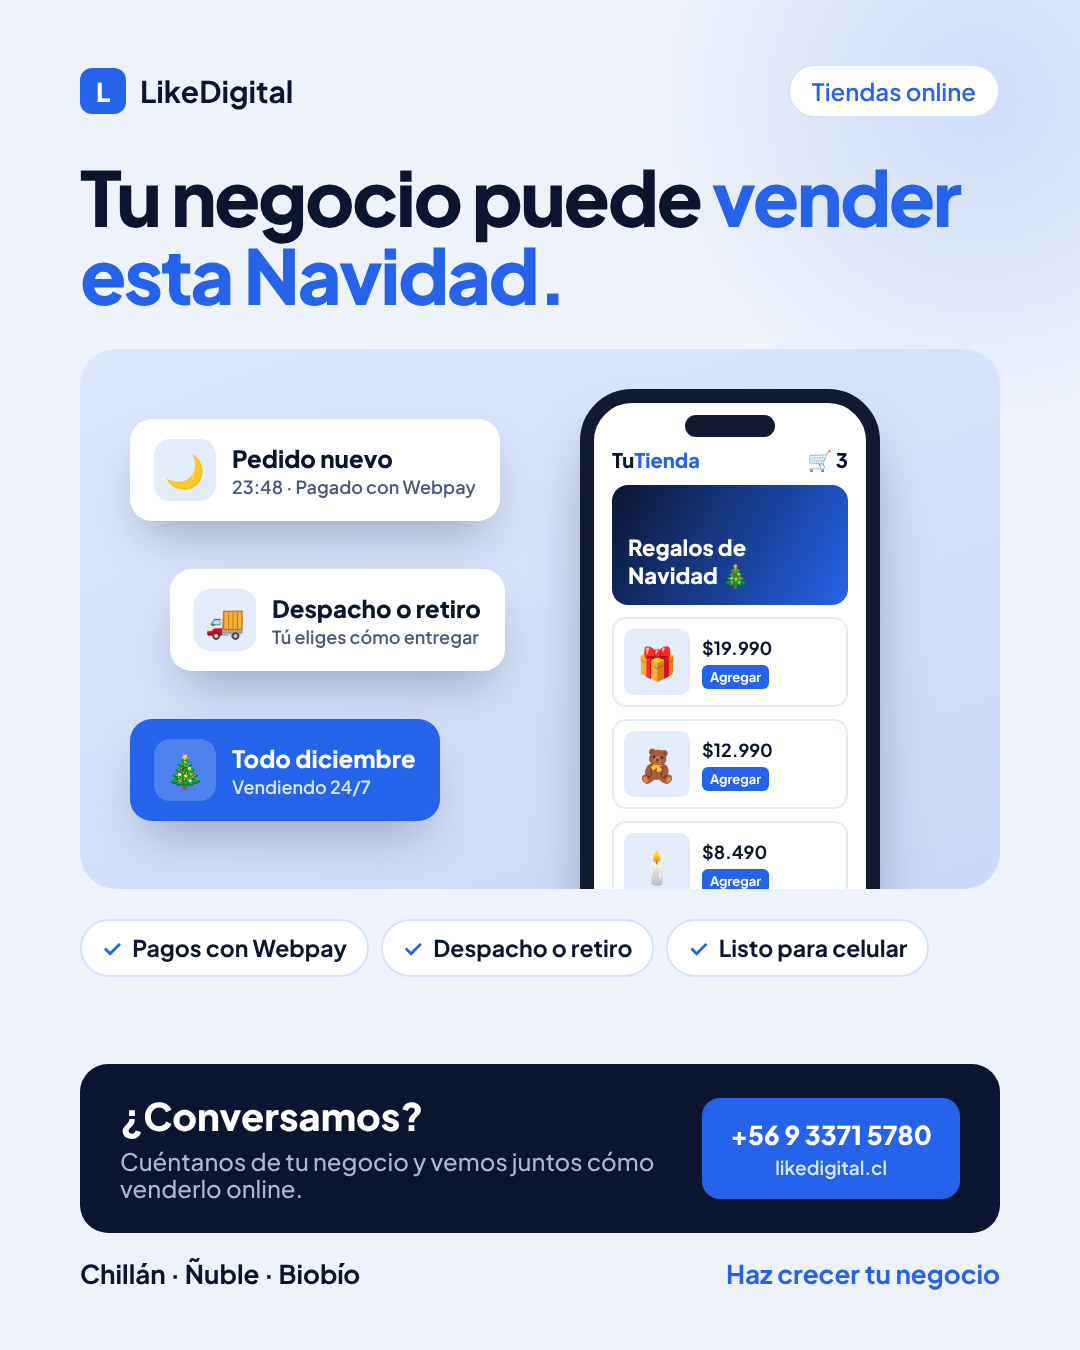 L LikeDigital
Tiendas online
Tu negocio puede vender
esta Navidad.
Pedido nuevo
23:48 · Pagado con Webpay
Despacho o retiro
Tú eliges cómo entregar
Todo diciembre
Vendiendo 24/7
TuTienda
🛒 3
Regalos de
Navidad 🎄
$19.990
Agregar
$12.990
Agregar
$8.490
Agregar
✓ Pagos con Webpay
✓ Despacho o retiro
✓ Listo para celular
¿Conversamos?
Cuéntanos de tu negocio y vemos juntos cómo
venderlo online.
+56 9 3371 5780
likedigital.cl
Chillán · Ñuble · Biobío
Haz crecer tu negocio